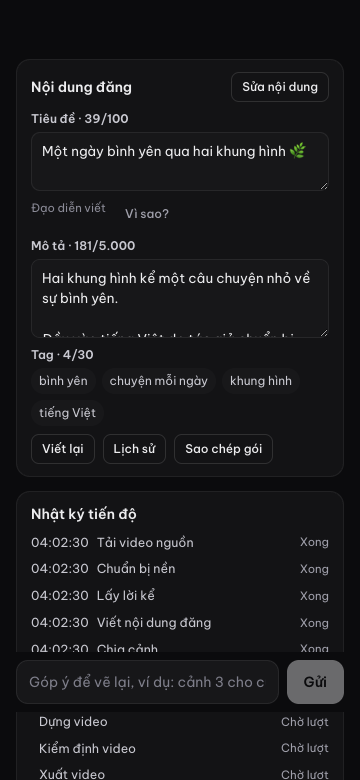 Nội dung đăng
Sửa nội dung
Tiêu đề · 39/100
Một ngày bình yên qua hai khung hình 🌿
Đạo diễn viết
Vì sao?
Mô tả · 181/5.000
Hai khung hình kể một câu chuyện nhỏ về
sự bình yên.
Tag · 4/30
bình yên
chuyện mỗi ngày
khung hình
tiếng Việt
Viết lại
Lịch sử
Sao chép gói
Nhật ký tiến độ
04:02:30 Tải video nguồn Xong
04:02:30 Chuẩn bị nền Xong
04:02:30 Lấy lời kể Xong
04:02:30 Viết nội dung đăng Xong
04:02:30 Chia cảnh Xong
Góp ý để vẽ lại, ví dụ: cảnh 3 cho c
Gửi
Dựng video Chờ lượt
Kiểm định video Chờ lượt
Xuất video Chờ lượt